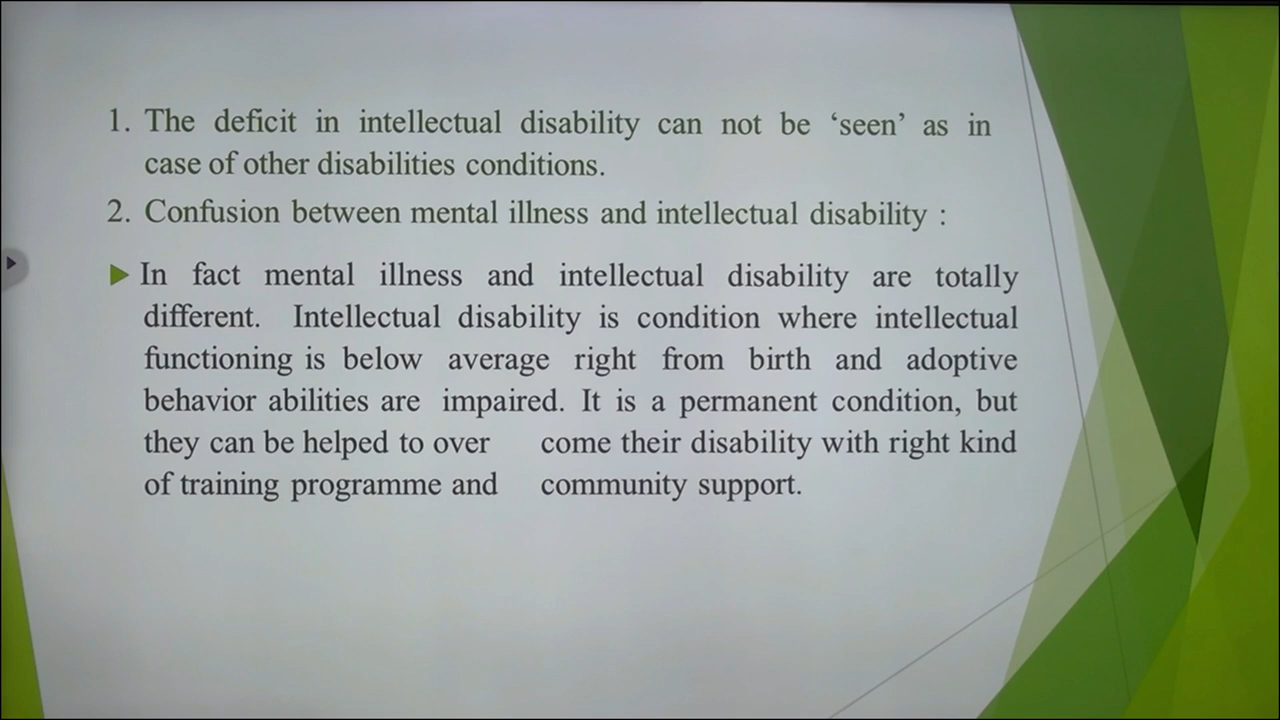 1. The deficit in intellectual disability can not be ‘seen’ as in
case of other disabilities conditions.
2. Confusion between mental illness and intellectual disability :
In fact mental illness and intellectual disability are totally
different. Intellectual disability is condition where intellectual
functioning is below average right from birth and adoptive
behavior abilities are impaired. It is a permanent condition, but
they can be helped to over come their disability with right kind
of training programme and community support.